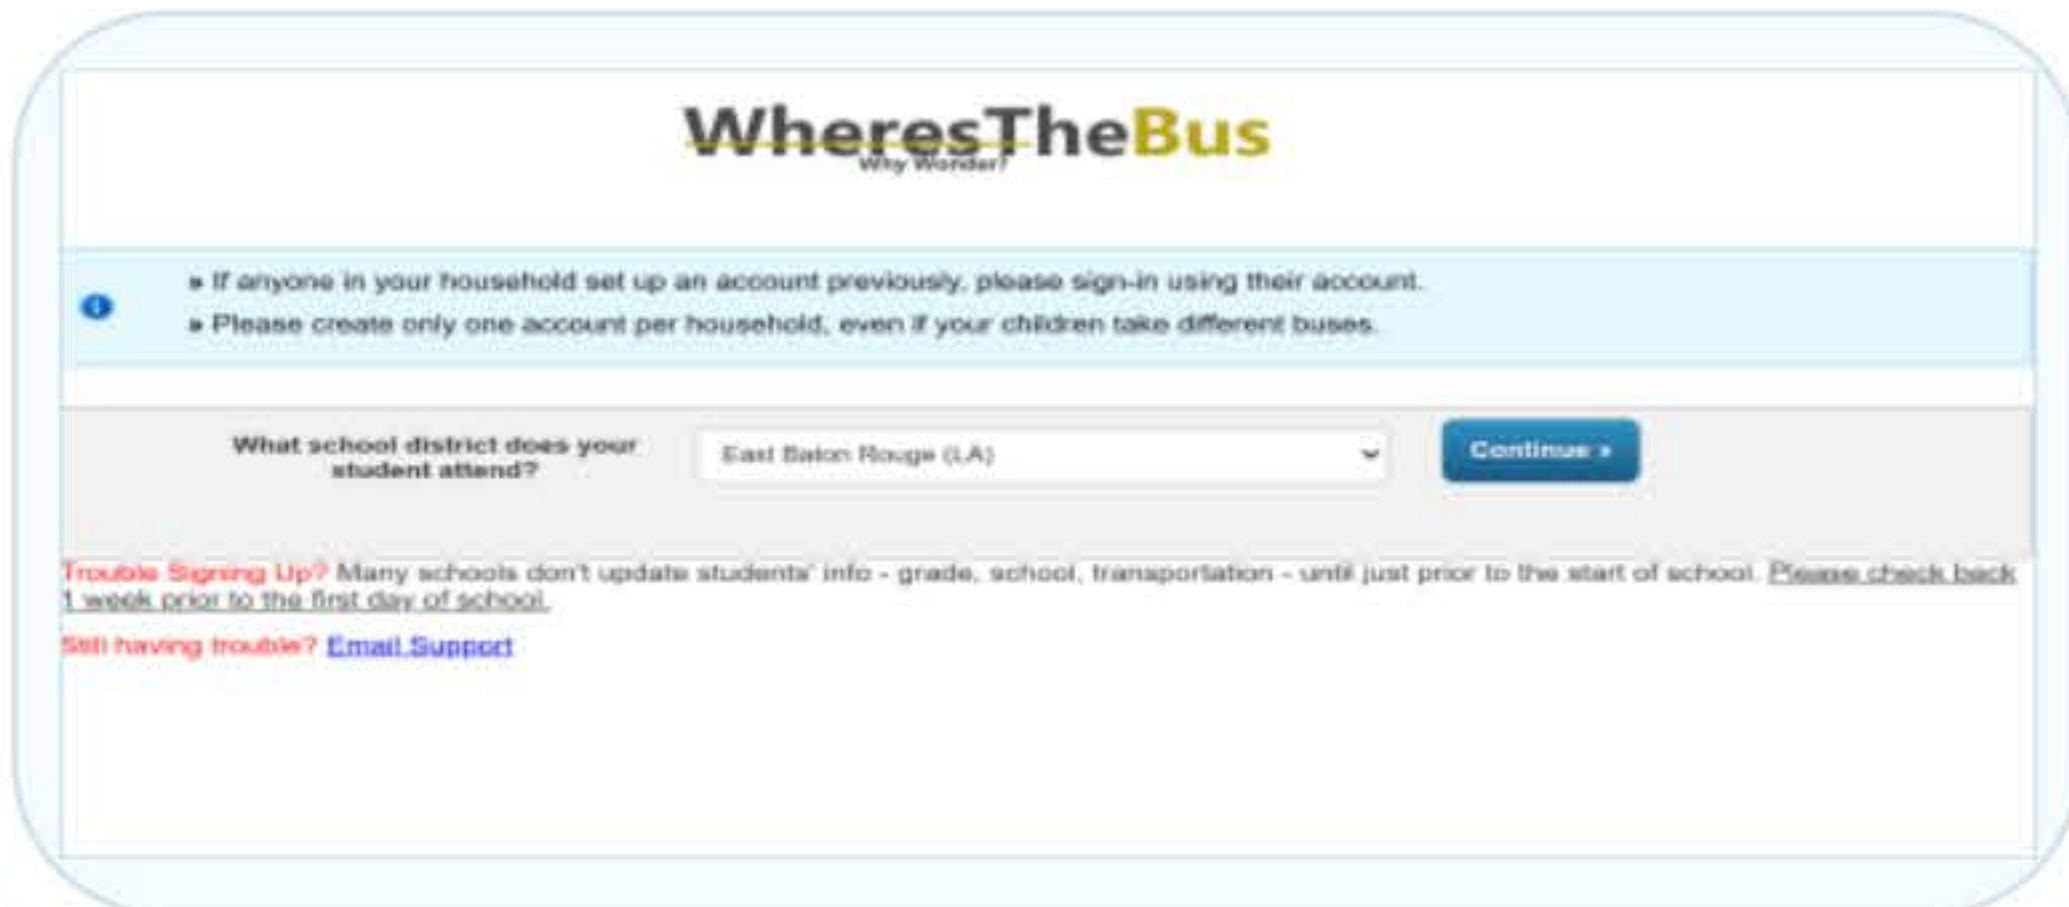 WheresTheBus
Why Wonder?
» If anyone in your household set up an account previously, please sign-in using their account.
» Please create only one account per household, even if your children take different buses.
What school district does your
student attend?
East Baton Rouge (LA)
Continue »
Trouble Signing Up? Many schools don't update students' info - grade, school, transportation - until just prior to the start of school. Please check back
1 week prior to the first day of school.
Still having trouble? Email Support